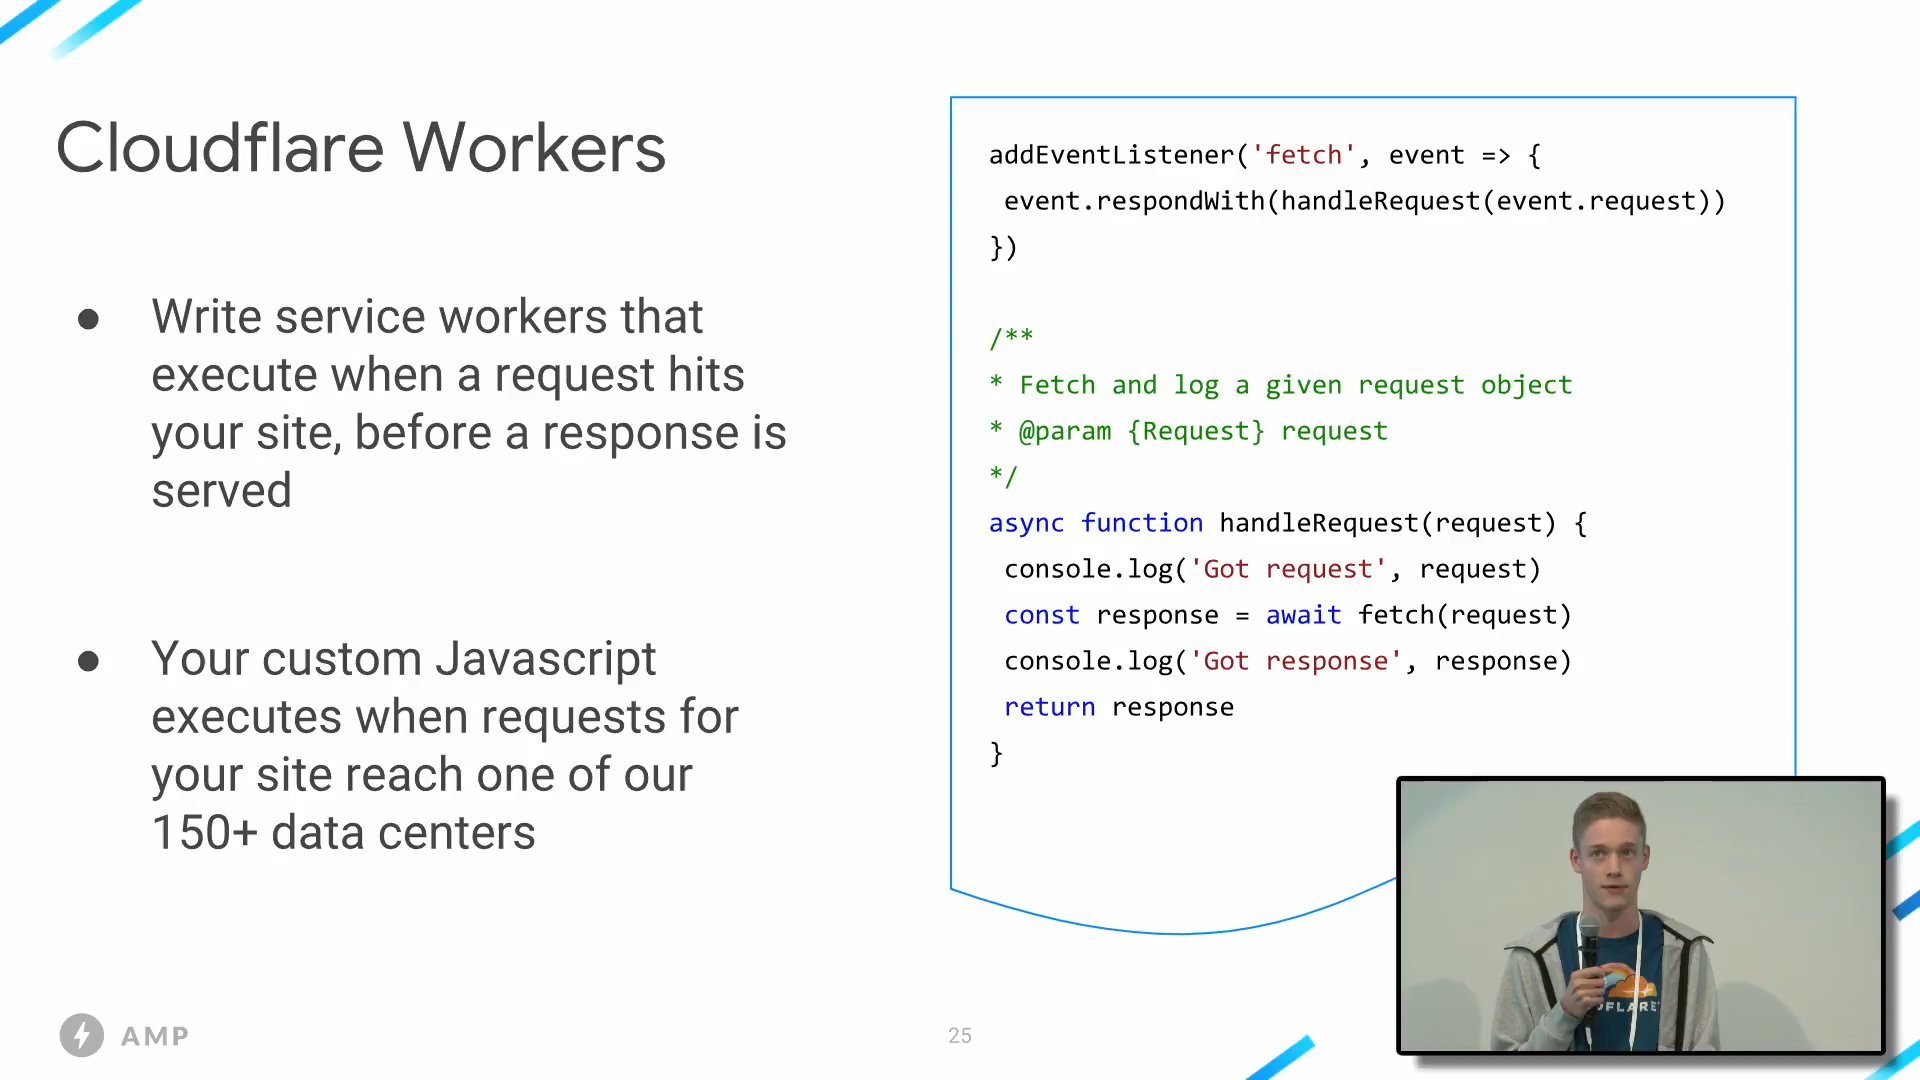 Cloudflare Workers
● Write service workers that
execute when a request hits
your site, before a response is
served
● Your custom Javascript
executes when requests for
your site reach one of our
150+ data centers
addEventListener('fetch', event => {
 event.respondWith(handleRequest(event.request))
})
/**
* Fetch and log a given request object
* @param {Request} request
*/
async function handleRequest(request) {
 console.log('Got request', request)
 const response = await fetch(request)
 console.log('Got response', response)
 return response
}
AMP
25